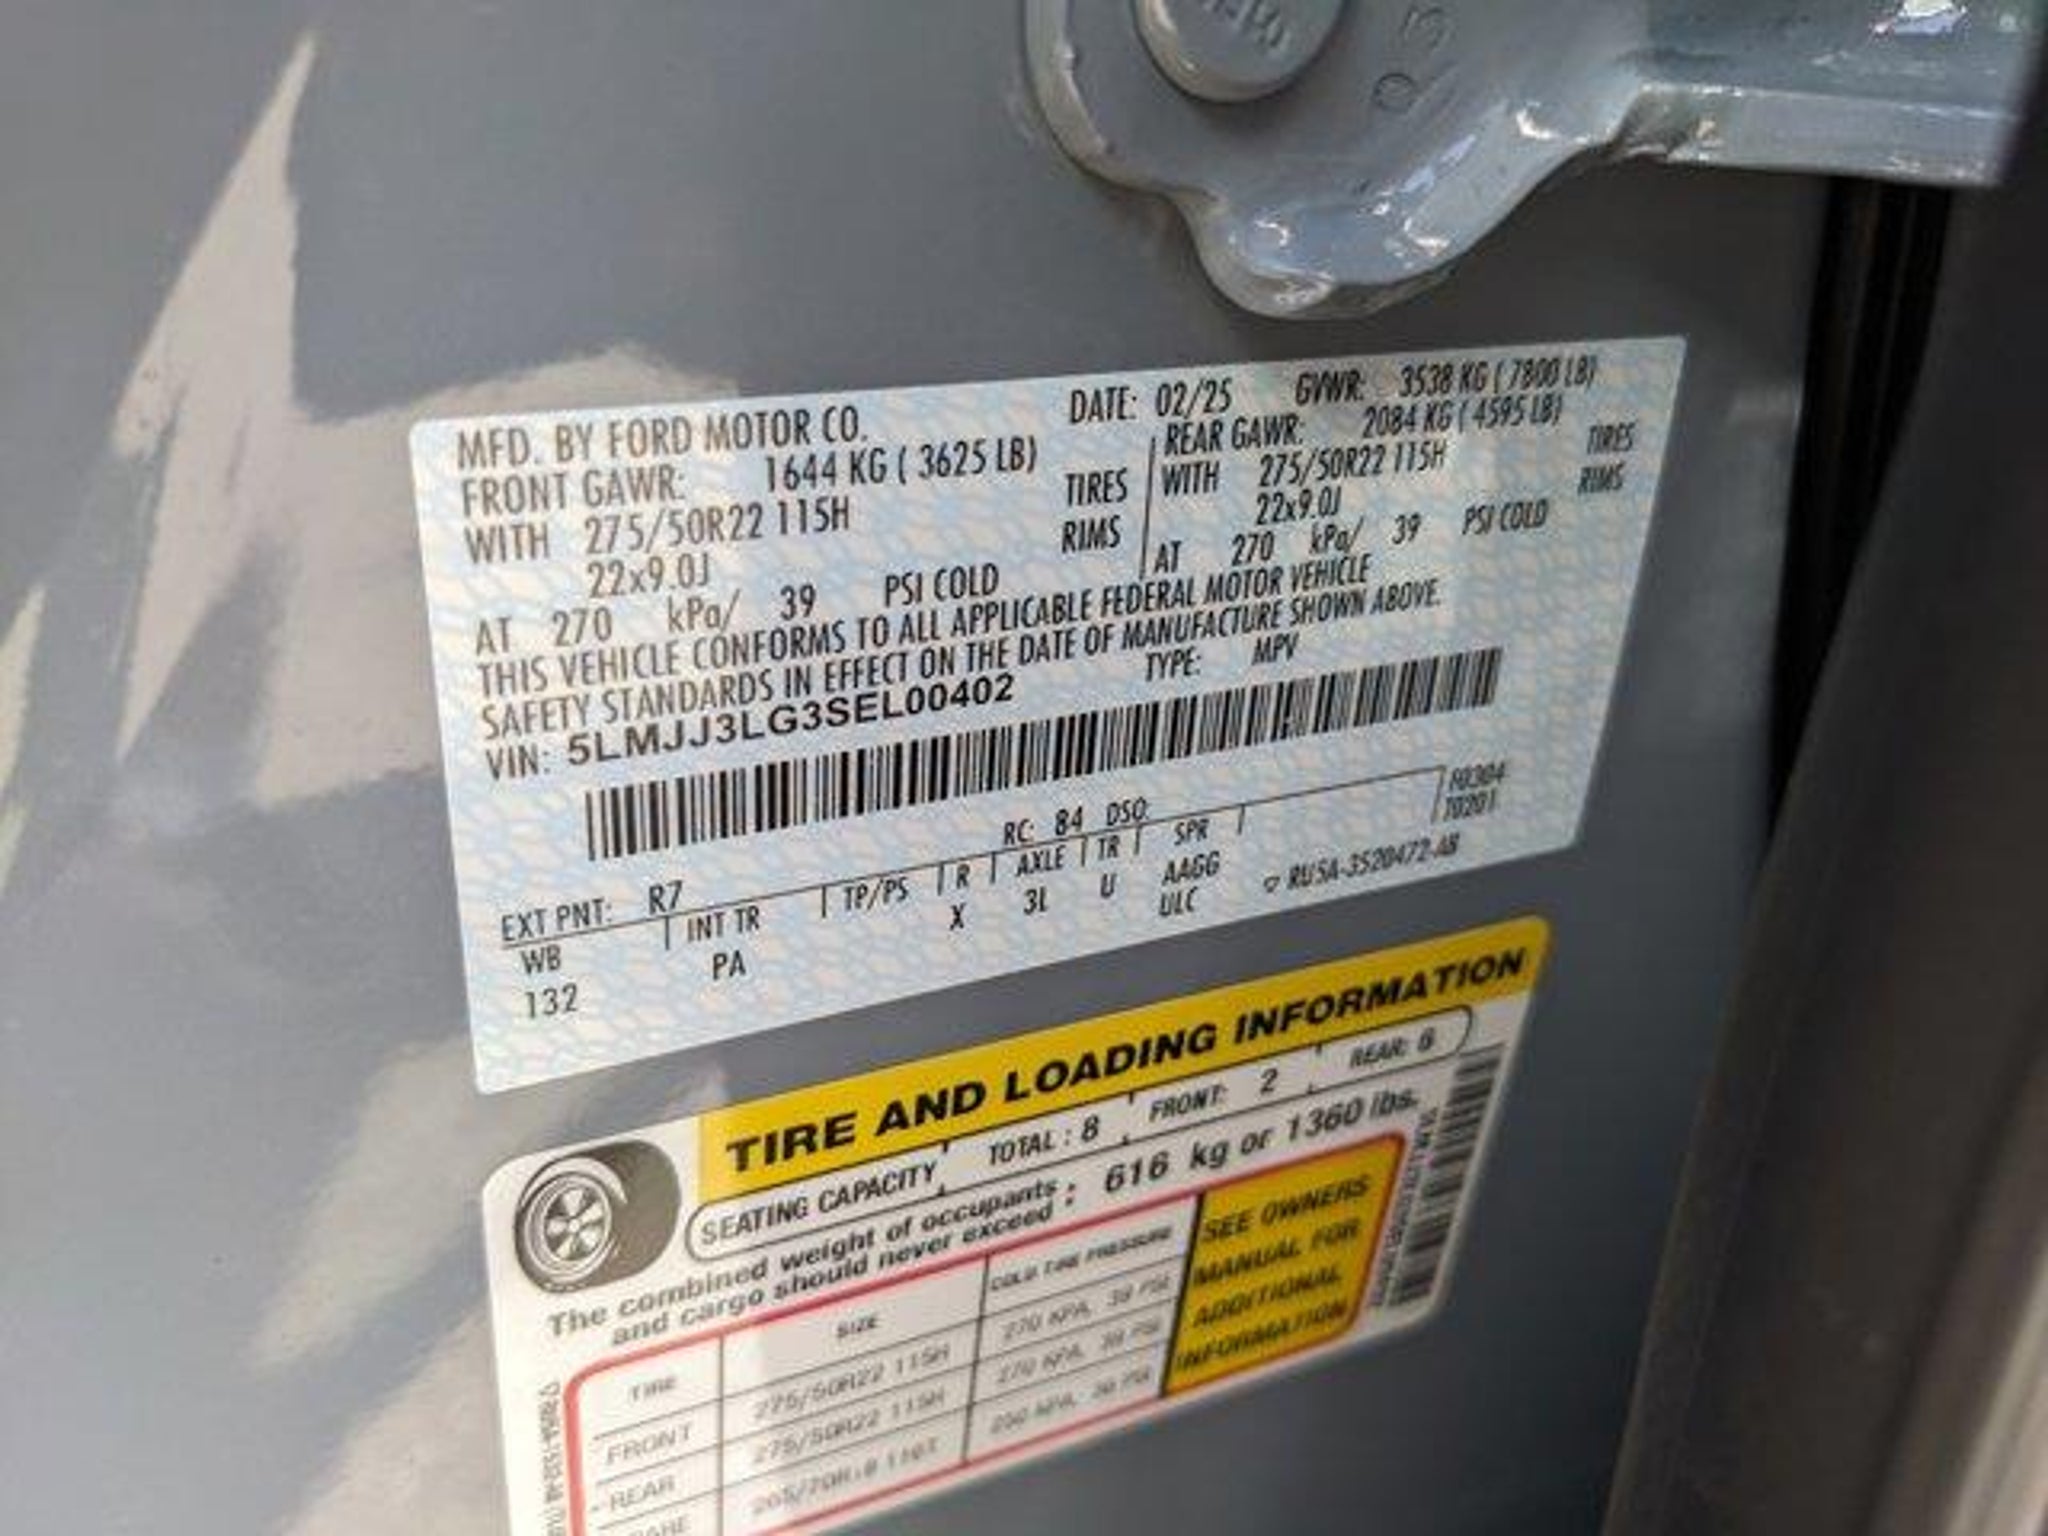 MFD. BY FORD MOTOR CO. DATE: 02/25 GVWR: 3538 KG ( 7800 LB)
FRONT GAWR: 1644 KG ( 3625 LB) REAR GAWR: 2084 KG ( 4595 LB)
WITH 275/50R22 115H TIRES WITH 275/50R22 115H TIRES
22x9.0J RIMS 22x9.0J RIMS
AT 270 kPa/ 39 PSI COLD AT 270 kPa/ 39 PSI COLD
THIS VEHICLE CONFORMS TO ALL APPLICABLE FEDERAL MOTOR VEHICLE
SAFETY STANDARDS IN EFFECT ON THE DATE OF MANUFACTURE SHOWN ABOVE.
VIN: 5LMJJ3LG3SEL00402 TYPE: MPV
EXT PNT: R7 RC: 84 DSO: F0304
WB INT TR TP/PS R AXLE TR SPR T0201
132 PA X 3L U AAGG
ULC RU5A-3520472-AB
TIRE AND LOADING INFORMATION
SEATING CAPACITY TOTAL : 8 FRONT: 2 REAR: 6
The combined weight of occupants and cargo should never exceed : 616 kg or 1360 lbs.
TIRE SIZE COLD TIRE PRESSURE
FRONT 275/50R22 115H 270 KPA, 39 PSI
REAR 275/50R22 115H 270 KPA, 39 PSI
SEE OWNERS
MANUAL FOR
ADDITIONAL
INFORMATION